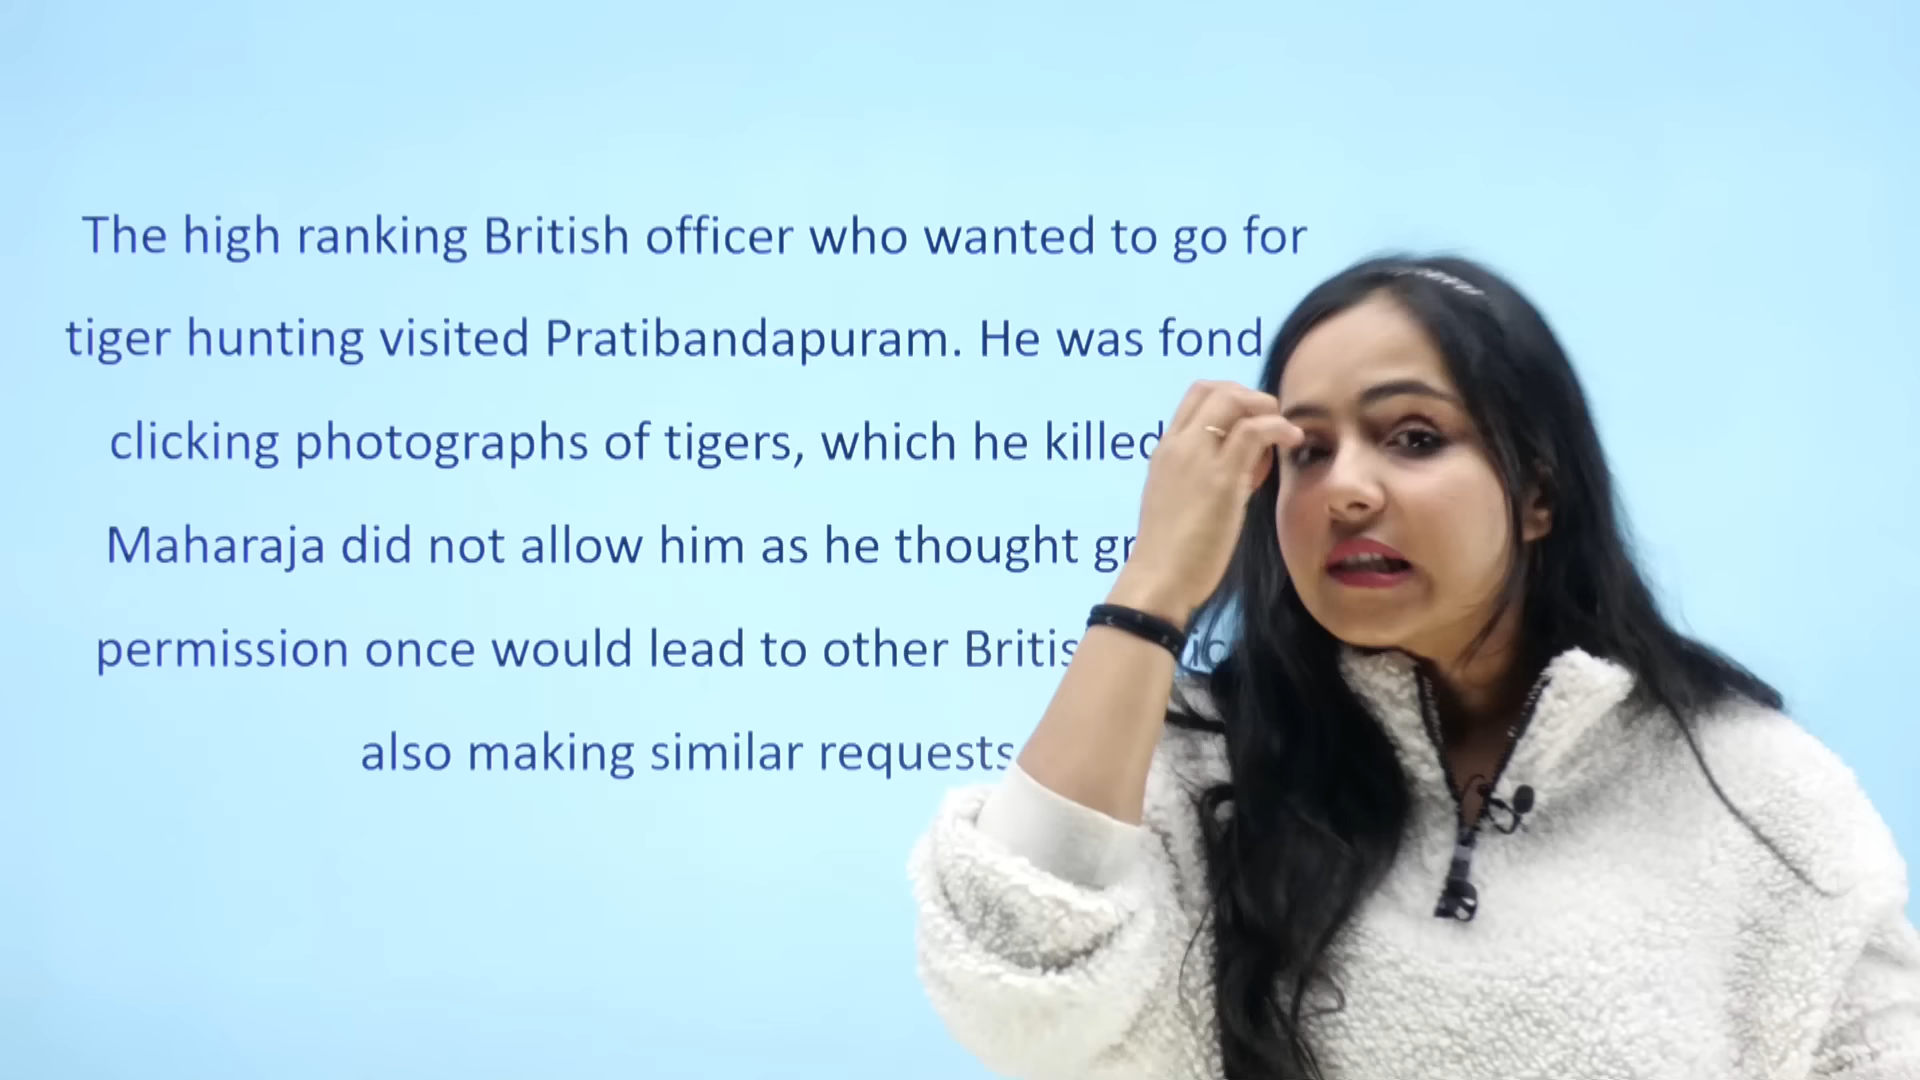 The high ranking British officer who wanted to go for
tiger hunting visited Pratibandapuram. He was fond
clicking photographs of tigers, which he killed
Maharaja did not allow him as he thought
permission once would lead to other
also making similar requests